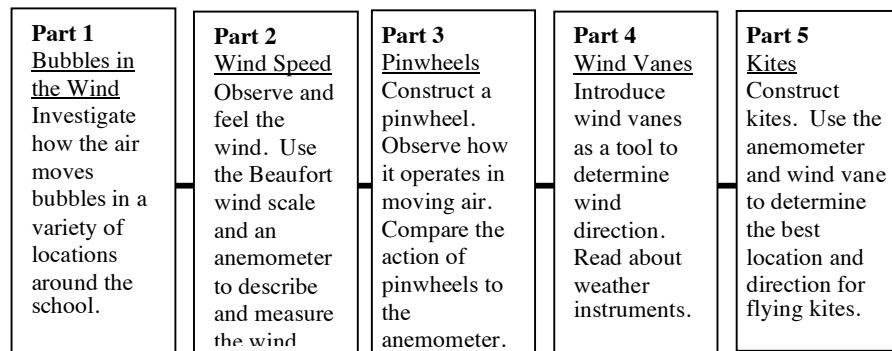 Part 1
Bubbles in
the Wind
Investigate
how the air
moves
bubbles in a
variety of
locations
around the
school.
Part 2
Wind Speed
Observe and
feel the
wind. Use
the Beaufort
wind scale
and an
anemometer
to describe
and measure
the wind
Part 3
Pinwheels
Construct a
pinwheel.
Observe how
it operates in
moving air.
Compare the
action of
pinwheels to
the
anemometer.
Part 4
Wind Vanes
Introduce
wind vanes
as a tool to
determine
wind
direction.
Read about
weather
instruments.
Part 5
Kites
Construct
kites. Use the
anemometer
and wind vane
to determine
the best
location and
direction for
flying kites.